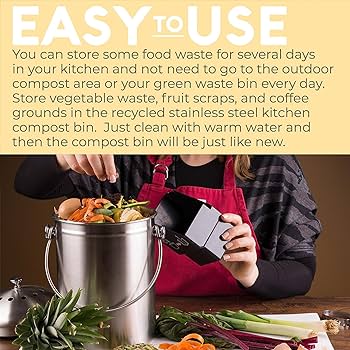 EASY TO USE
You can store some food waste for several days
in your kitchen and not need to go to the outdoor
compost area or your green waste bin every day.
Store vegetable waste, fruit scraps, and coffee
grounds in the recycled stainless steel kitchen
compost bin.  Just clean with warm water and
then the compost bin will be just like new.